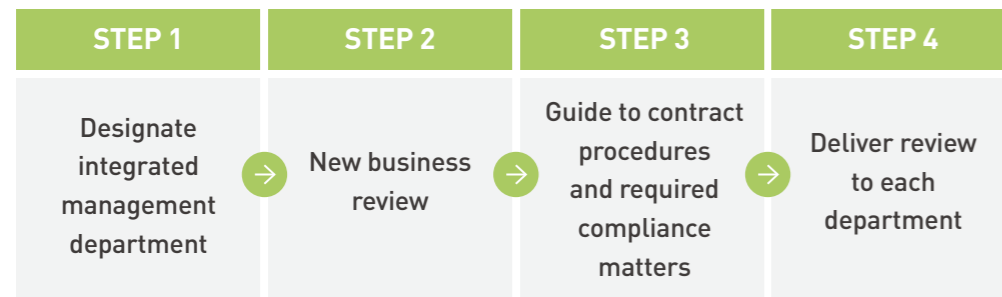 STEP 1
STEP 2
STEP 3
STEP 4
Designate
integrated
management
department
New business
review
Guide to contract
procedures
and required
compliance
matters
Deliver review
to each
department